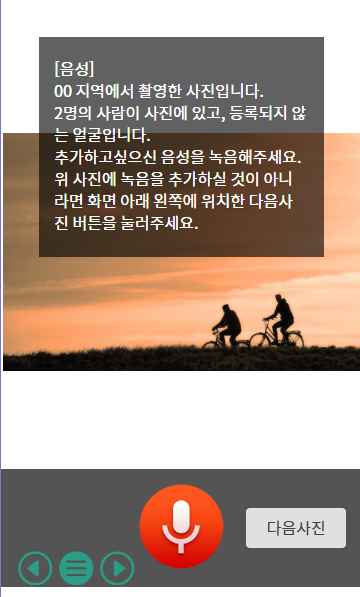 [음성]
00 지역에서 촬영한 사진입니다.
2명의 사람이 사진에 있고, 등록되지 않
는 얼굴입니다.
추가하고싶으신 음성을 녹음해주세요.
위 사진에 녹음을 추가하실 것이 아니
라면 화면 아래 왼쪽에 위치한 다음사
진 버튼을 눌러주세요.
다음사진